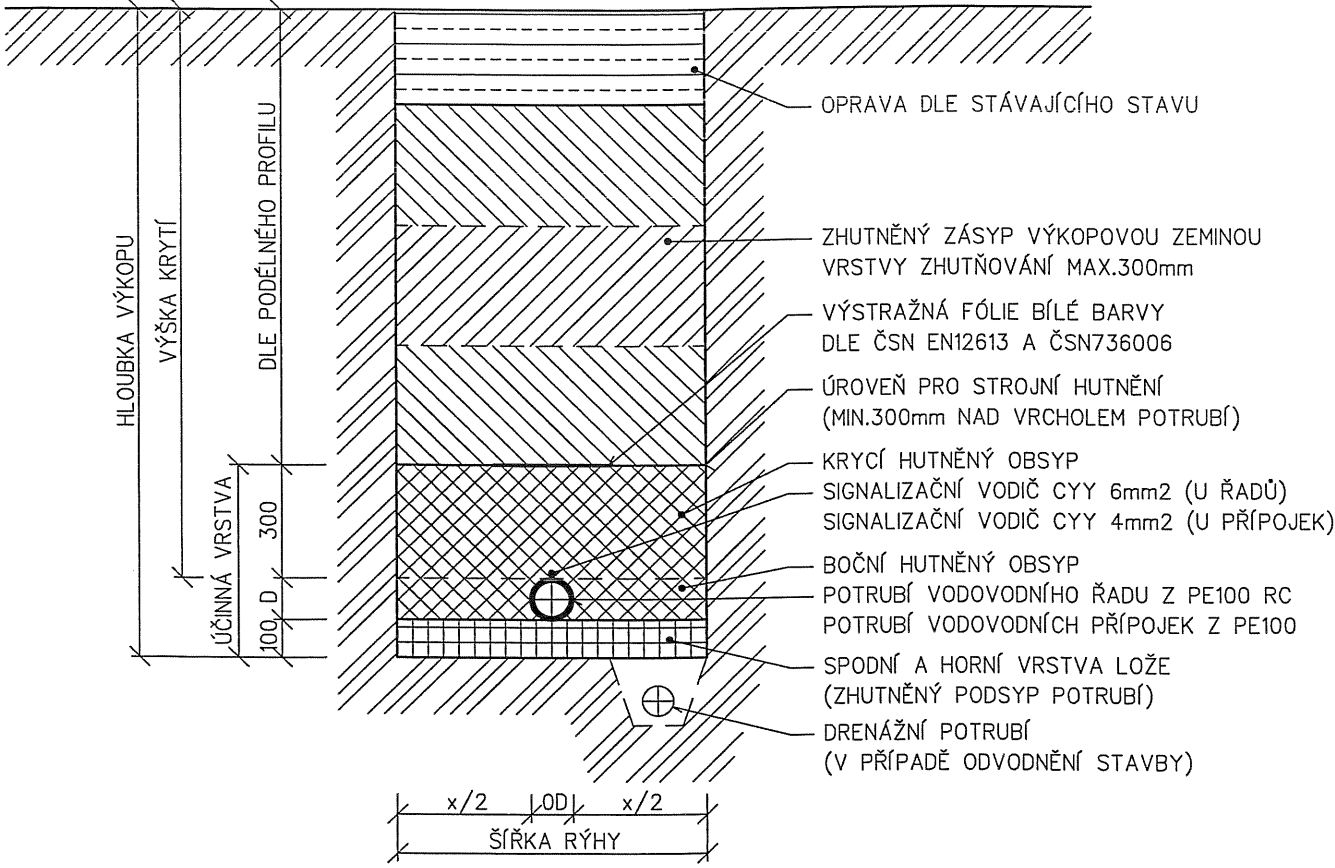 OPRAVA DLE STÁVAJÍCÍHO STAVU
ZHUTNĚNÝ ZÁSYP VÝKOPOVOU ZEMINOU
VRSTVY ZHUTŇOVÁNÍ MAX.300mm
VÝSTRAŽNÁ FÓLIE BÍLÉ BARVY
DLE ČSN EN12613 A ČSN736006
ÚROVEŇ PRO STROJNÍ HUTNĚNÍ
(MIN.300mm NAD VRCHOLEM POTRUBÍ)
KRYCÍ HUTNĚNÝ OBSYP
SIGNALIZAČNÍ VODIČ CYY 6mm2 (U ŘADŮ)
SIGNALIZAČNÍ VODIČ CYY 4mm2 (U PŘÍPOJEK)
BOČNÍ HUTNĚNÝ OBSYP
POTRUBÍ VODOVODNÍHO ŘADU Z PE100 RC
POTRUBÍ VODOVODNÍCH PŘÍPOJEK Z PE100
SPODNÍ A HORNÍ VRSTVA LOŽE
(ZHUTNĚNÝ PODSYP POTRUBÍ)
DRENÁŽNÍ POTRUBÍ
(V PŘÍPADĚ ODVODNĚNÍ STAVBY)
HLOUBKA VÝKOPU
VÝŠKA KRYTÍ
DLE PODÉLNÉHO PROFILU
ÚČINNÁ VRSTVA
300
D
100
x/2
OD
x/2
ŠÍŘKA RÝHY